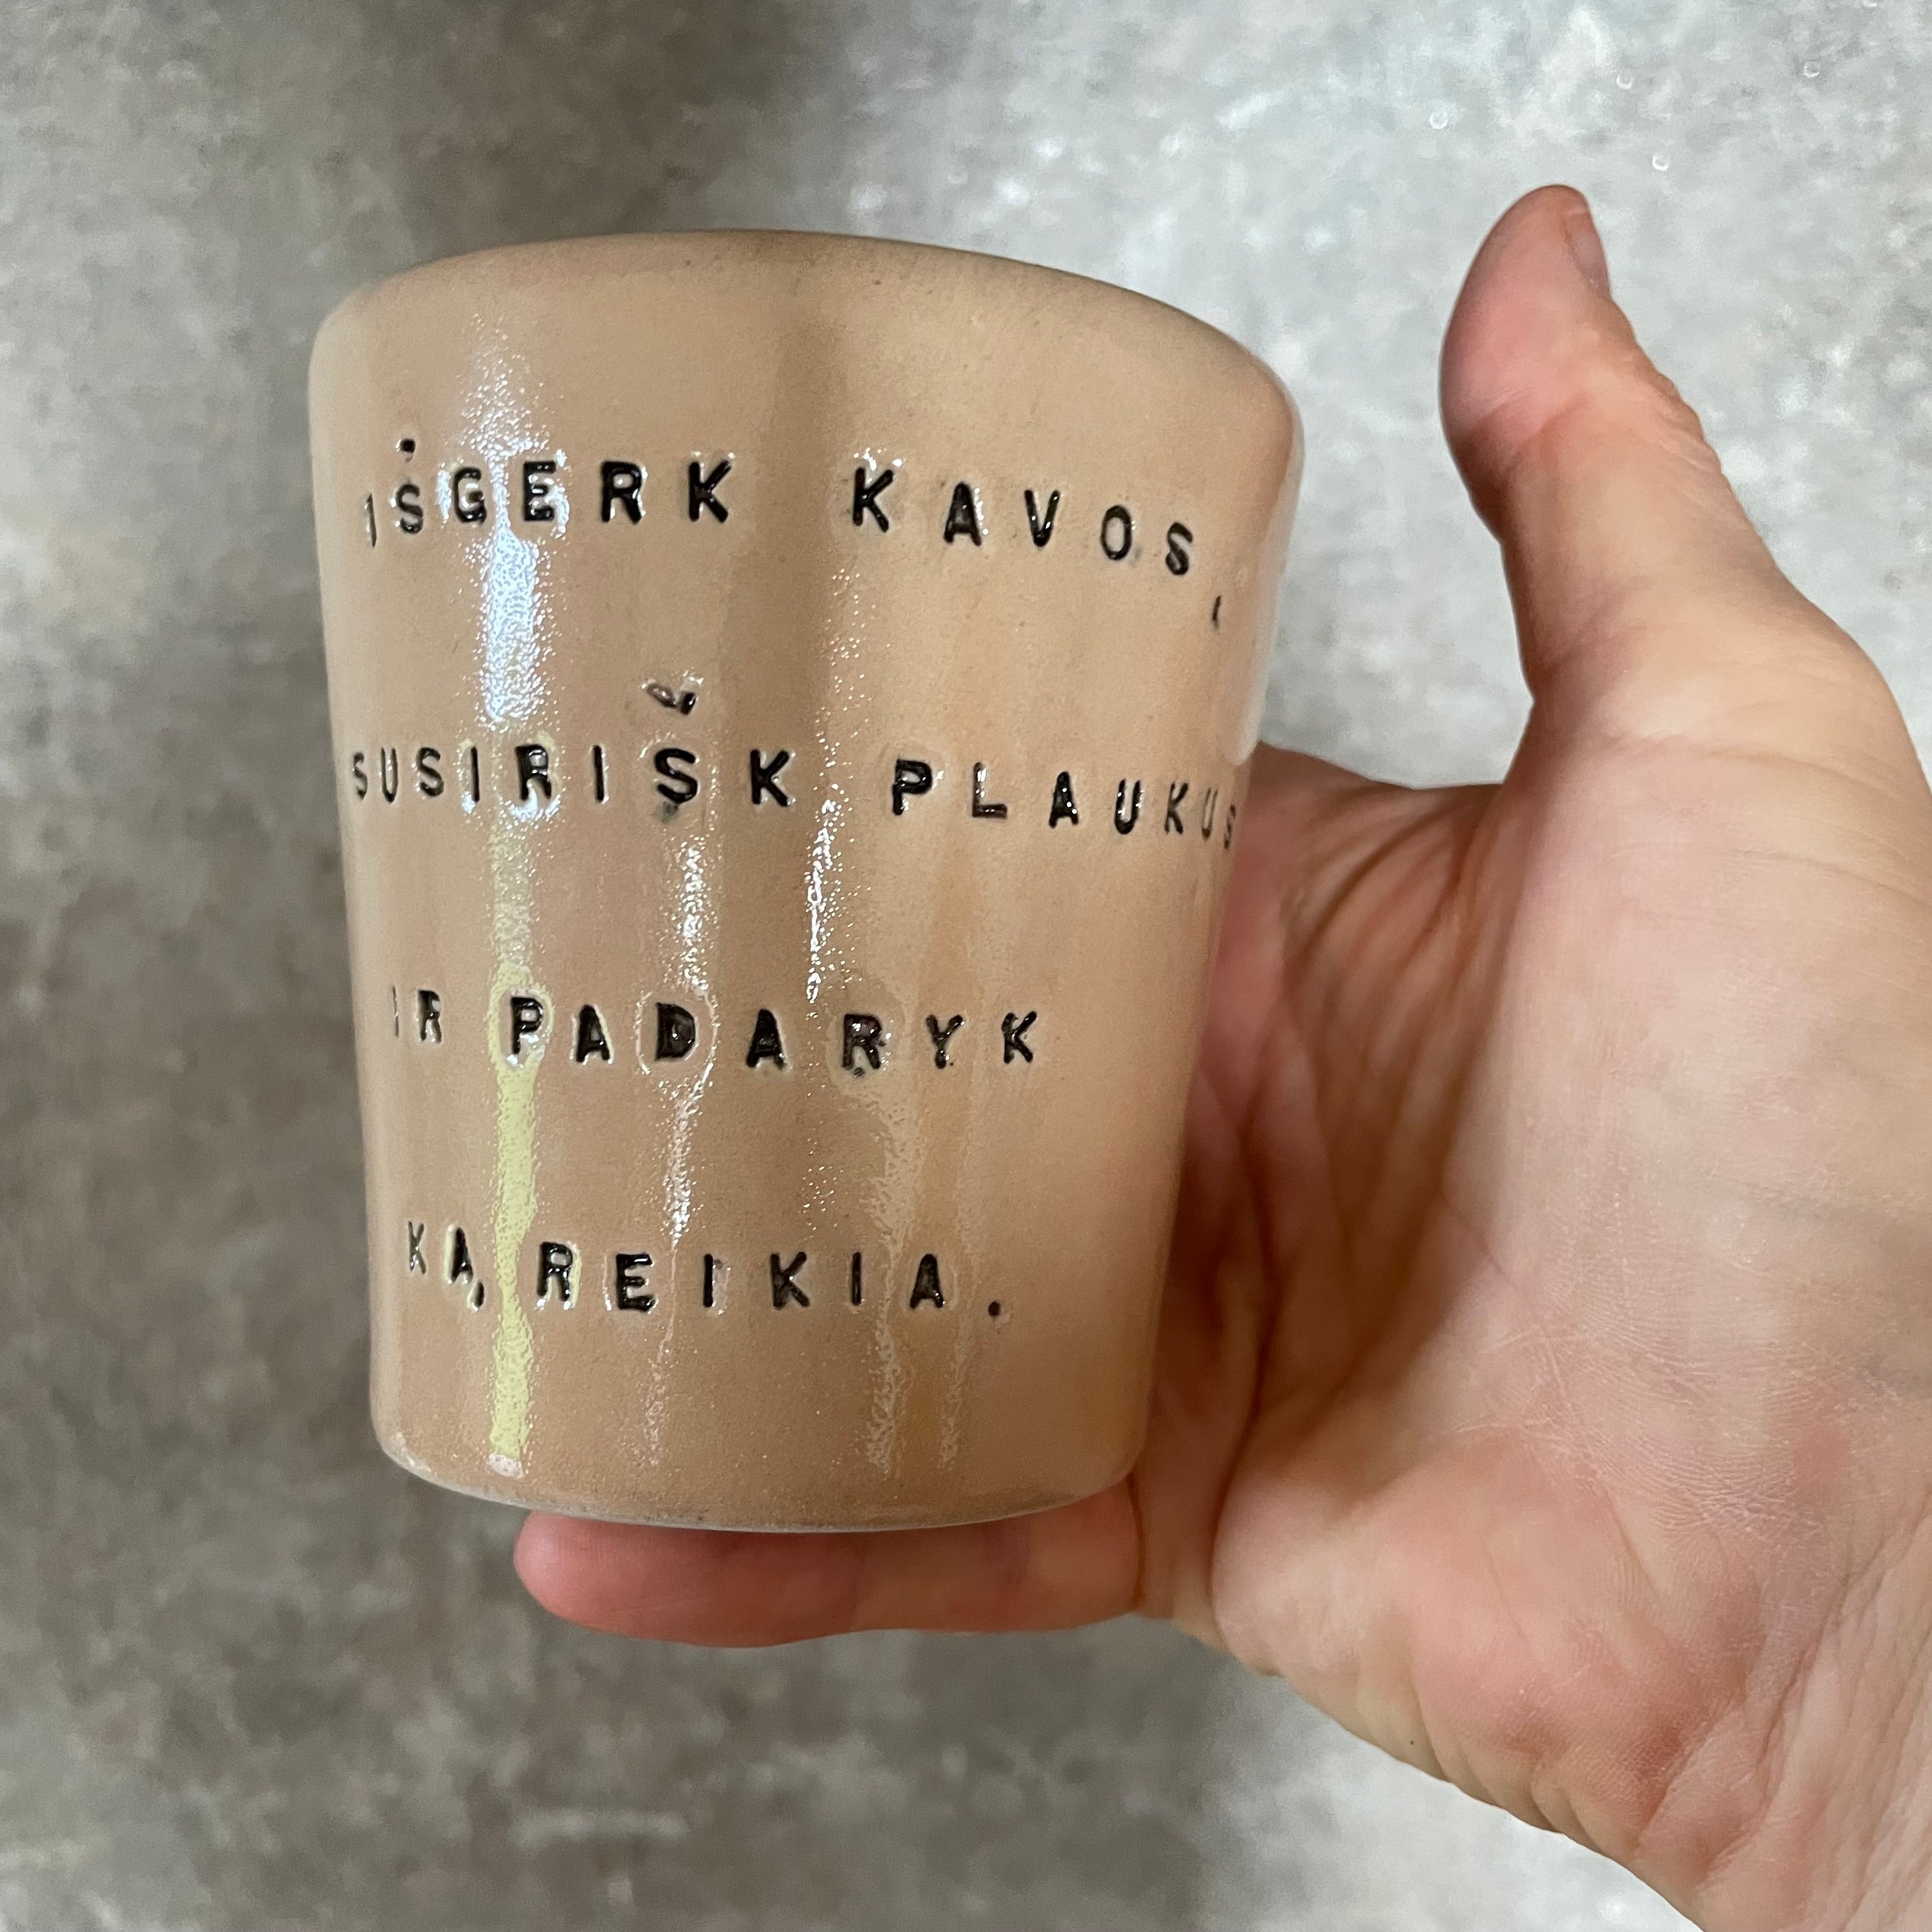 IŠGERK KAVOS,
SUSIRIŠK PLAUKUS
IR PADARYK
KĄ REIKIA.